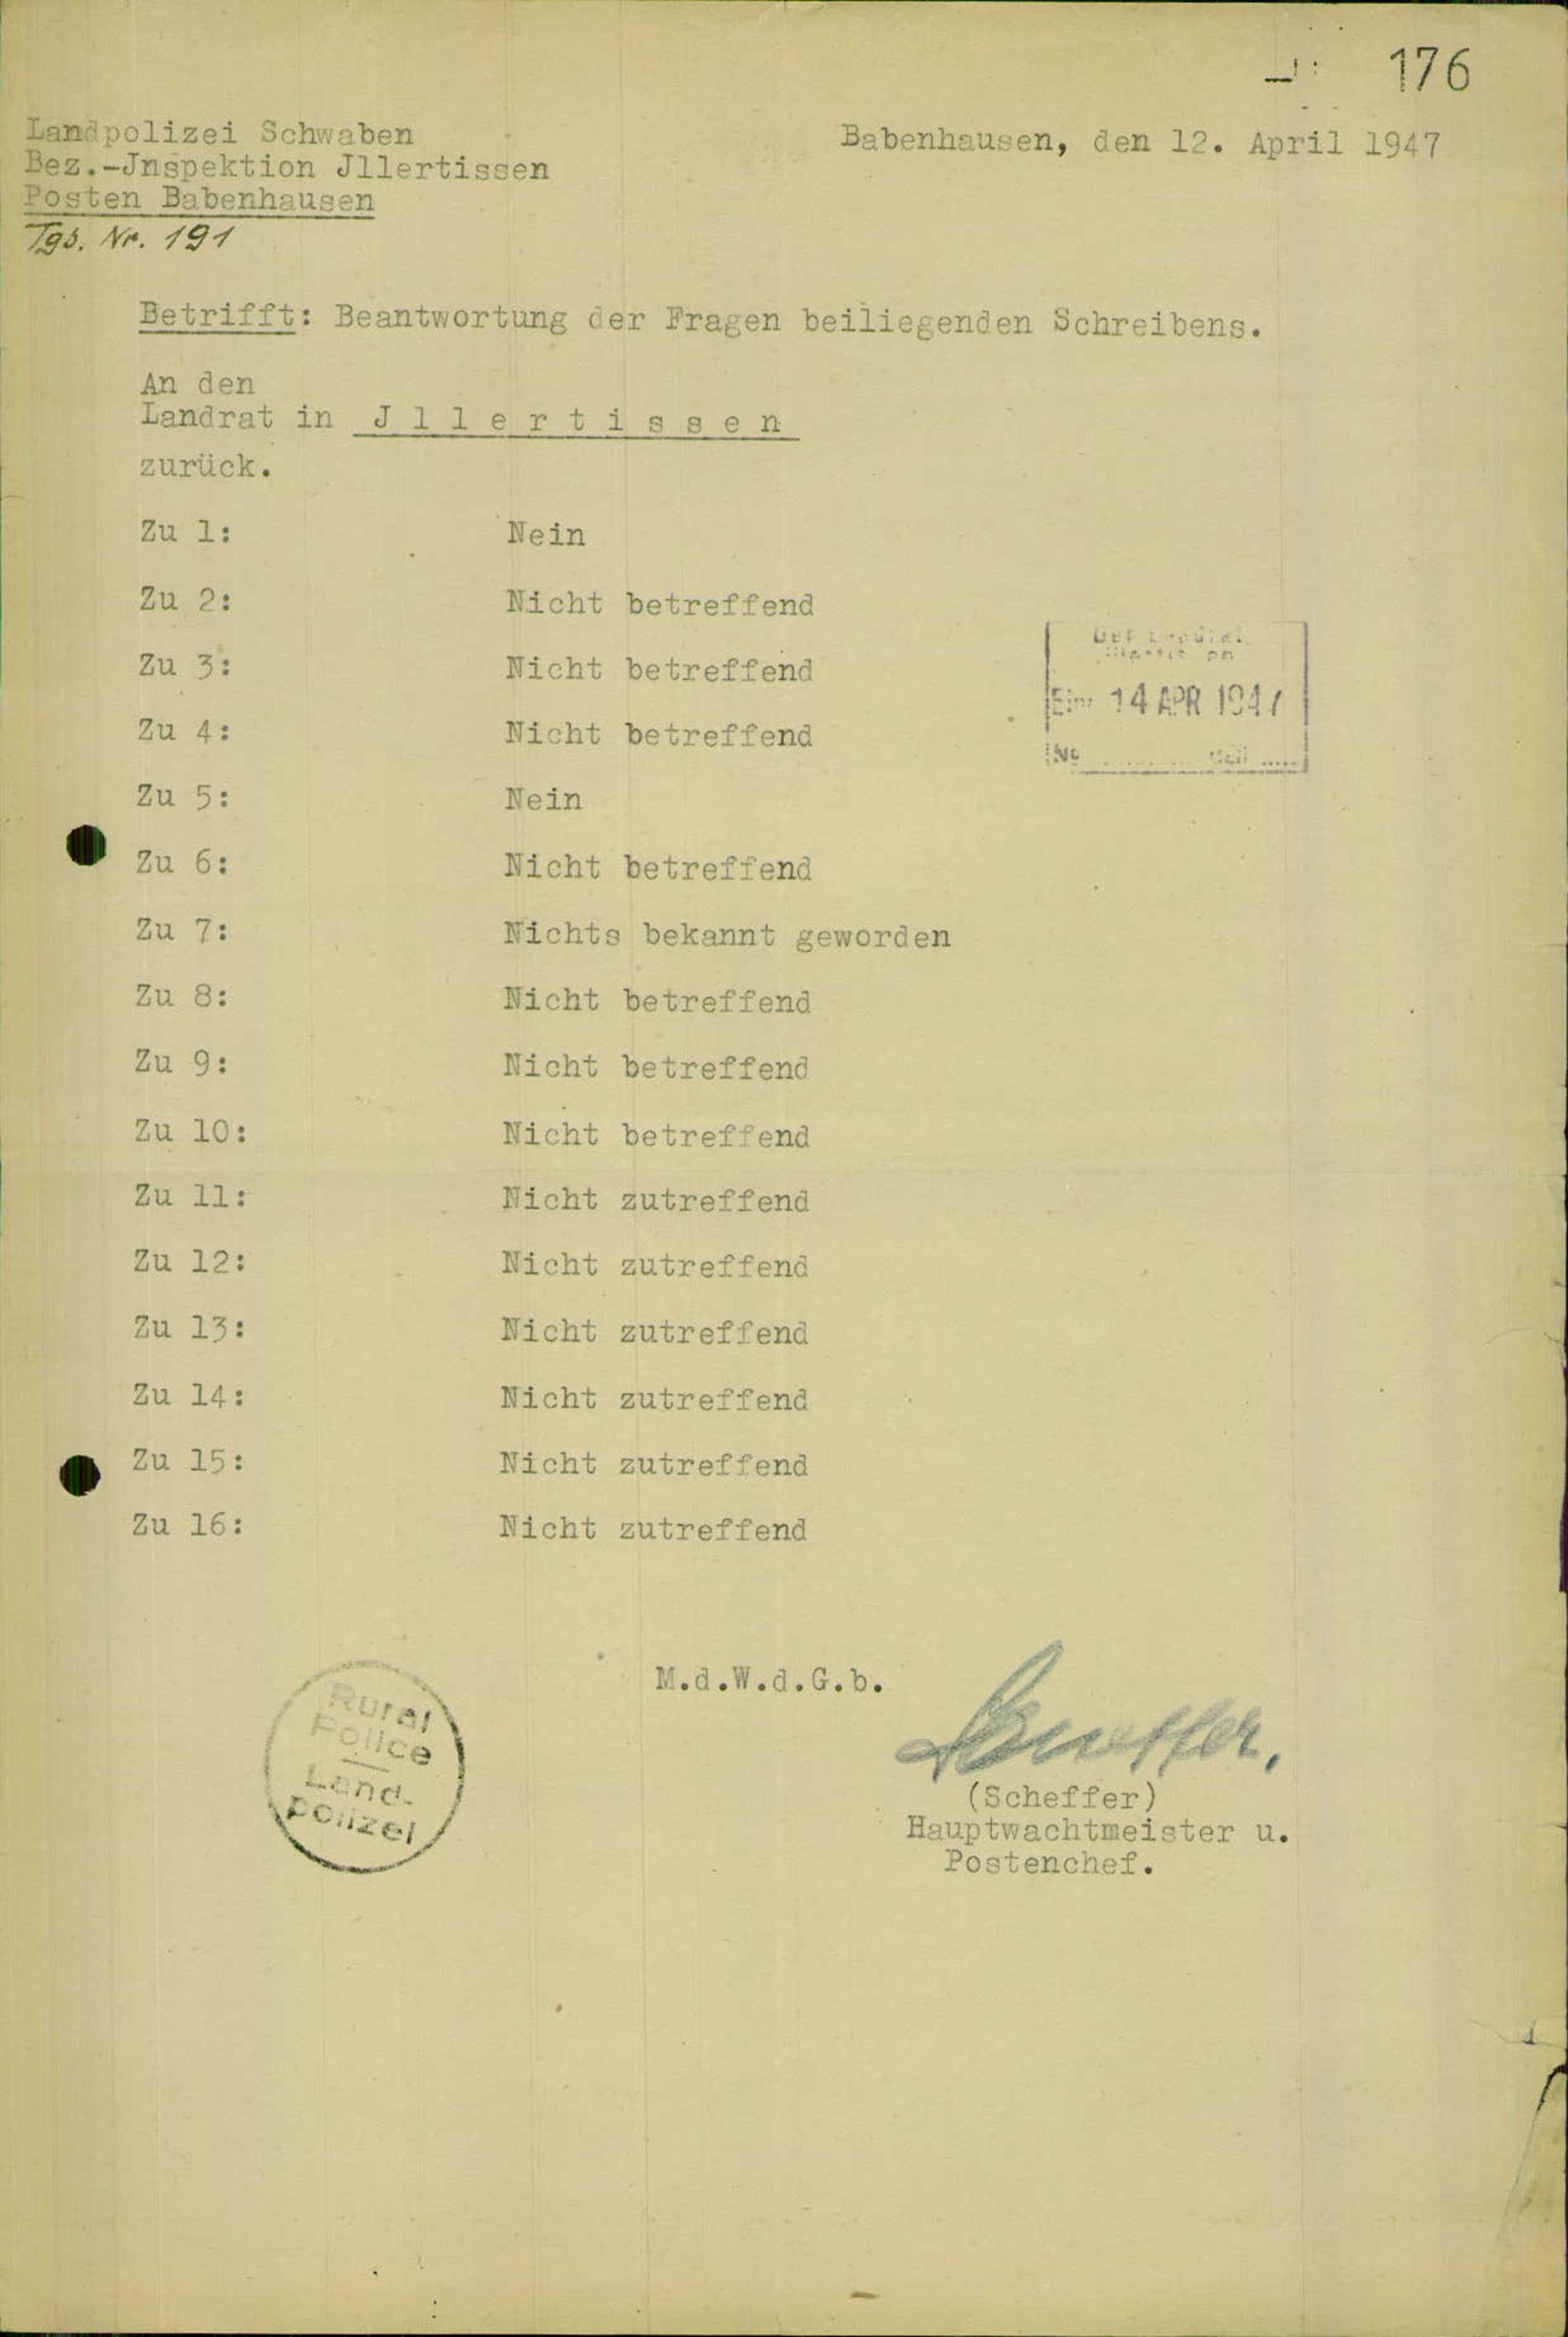 176
Landpolizei Schwaben
Babenhausen, den 12. April 1947
Bez.-Jnspektion Jllertissen
Posten Babenhausen
Tgb. Nr. 191
Betrifft: Beantwortung der Fragen beiliegenden Schreibens.
An den
Landrat in J l l e r t i s s e n
zurück.
Zu 1: Nein
Zu 2: Nicht betreffend
Zu 3: Nicht betreffend
Zu 4: Nicht betreffend
Zu 5: Nein
Zu 6: Nicht betreffend
Zu 7: Nichts bekannt geworden
Zu 8: Nicht betreffend
Zu 9: Nicht betreffend
Zu 10: Nicht betreffend
Zu 11: Nicht zutreffend
Zu 12: Nicht zutreffend
Zu 13: Nicht zutreffend
Zu 14: Nicht zutreffend
Zu 15: Nicht zutreffend
Zu 16: Nicht zutreffend
Der Landrat
14 APR 1947
No
M.d.W.d.G.b.
Rural
Police
Land-
polizei
Scheffer.
(Scheffer)
Hauptwachtmeister u.
Postenchef.